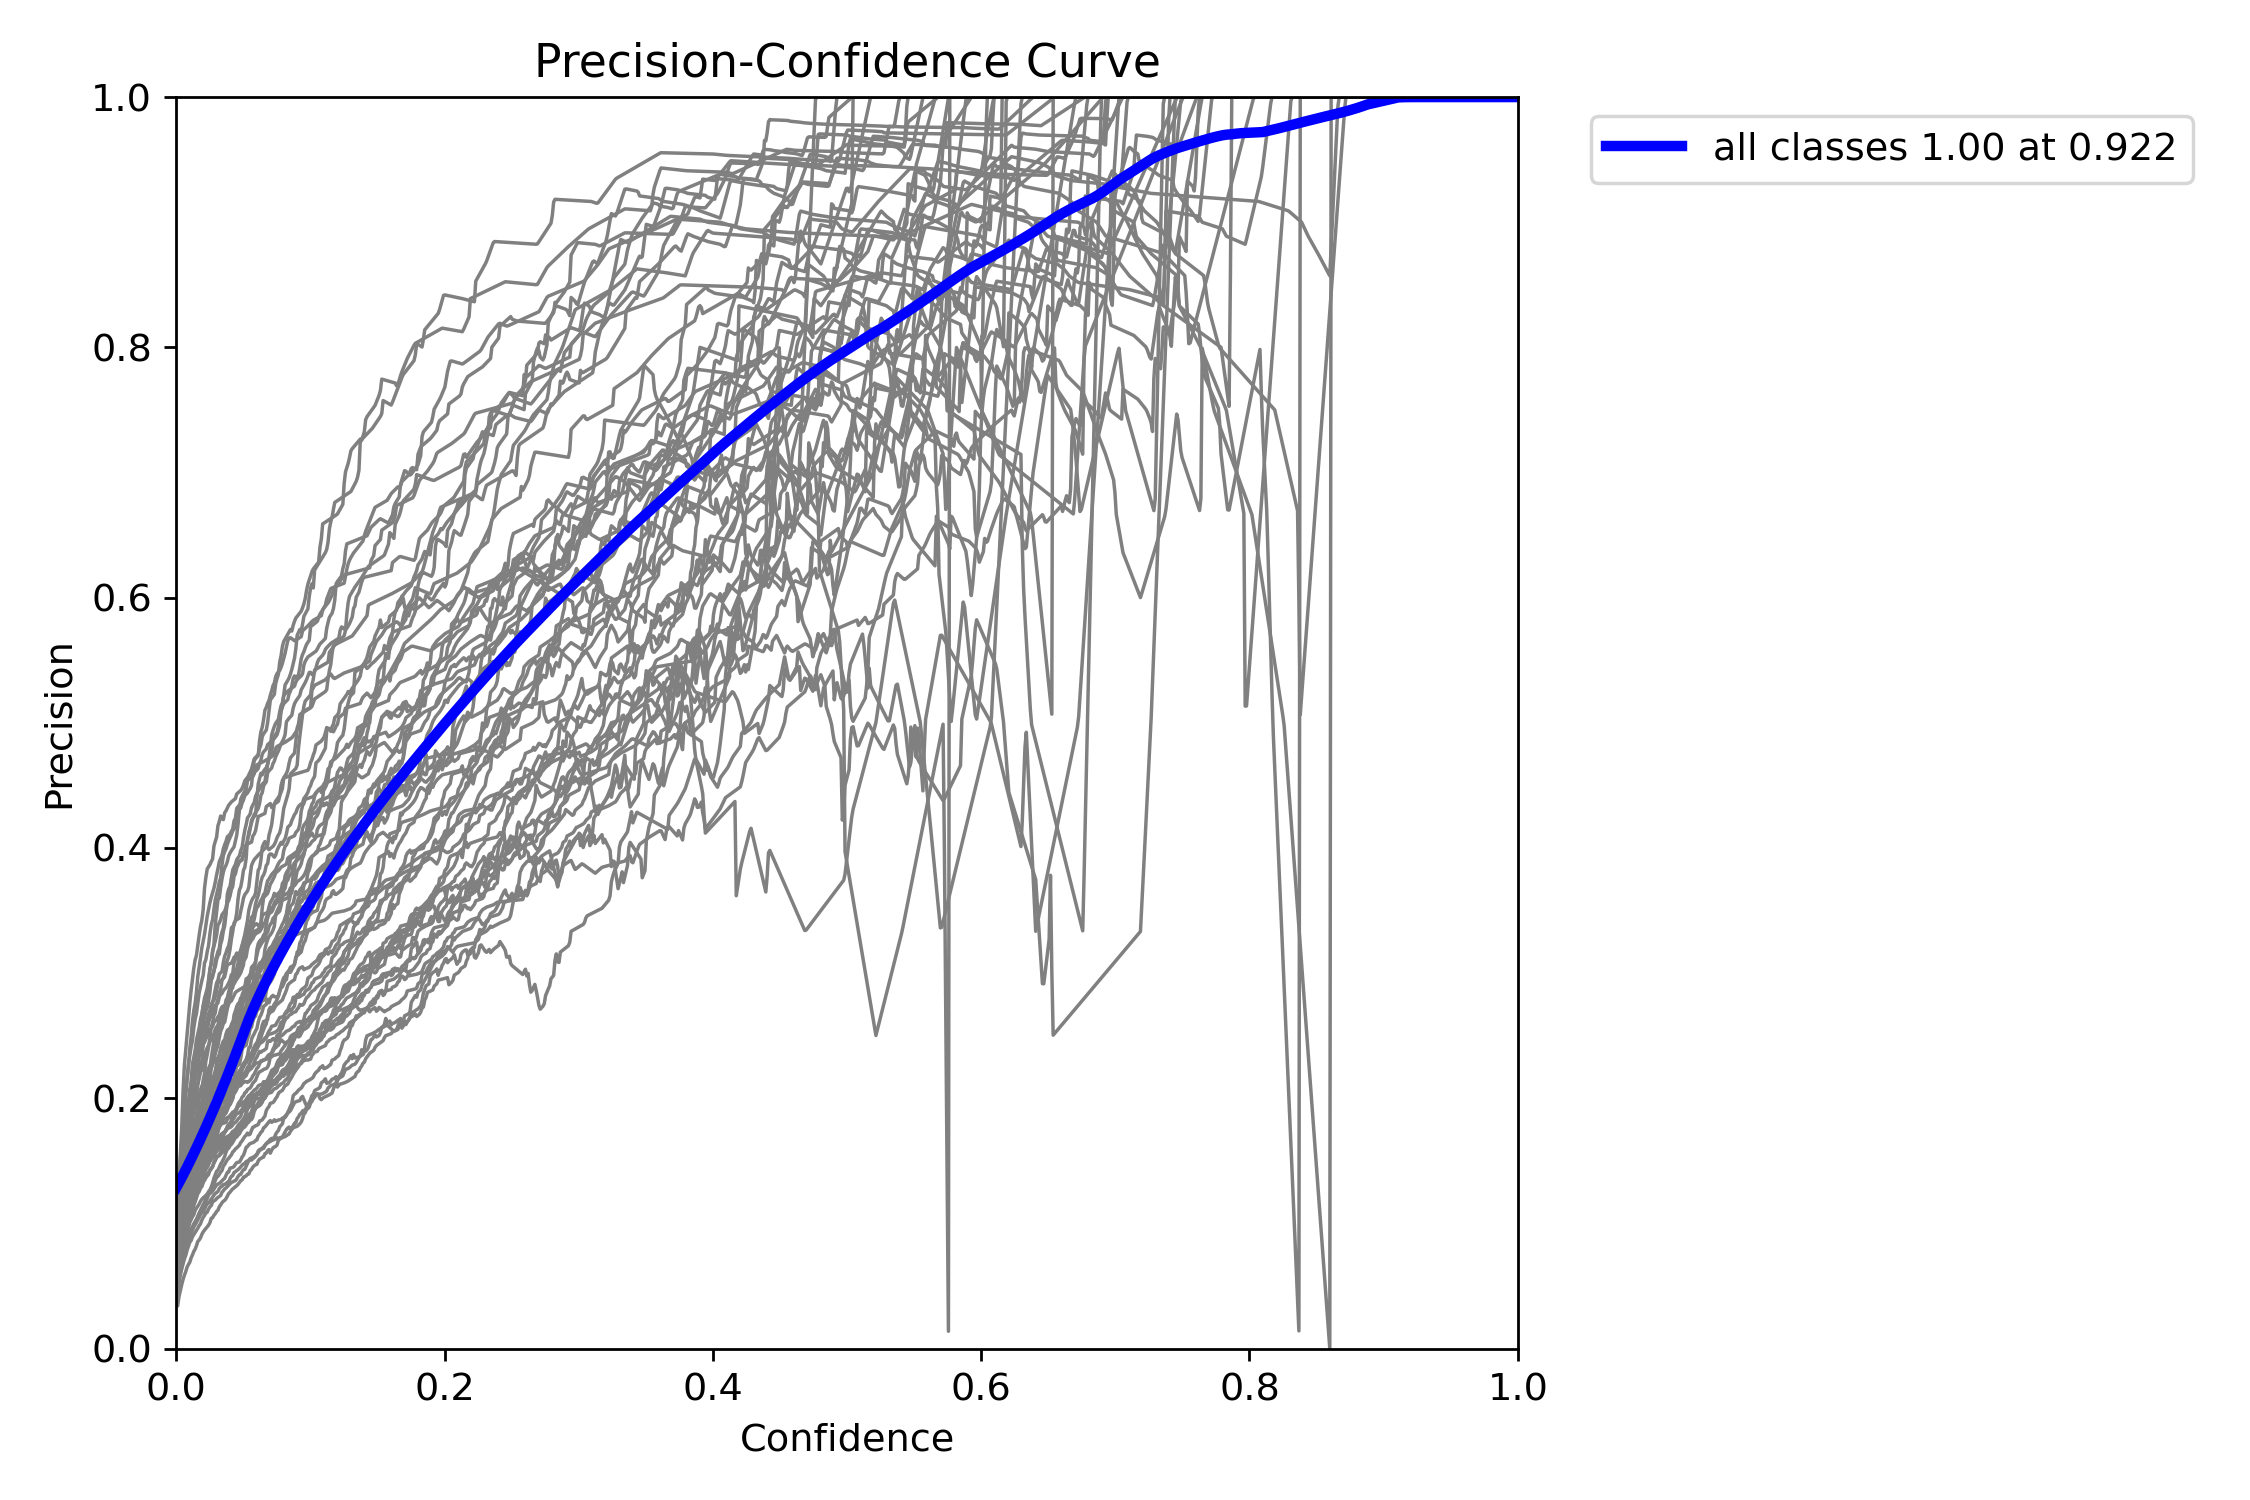 Precision-Confidence Curve
1.0
0.8
0.6
0.4
0.2
0.0
Precision
0.0 0.2 0.4 0.6 0.8 1.0
Confidence
all classes 1.00 at 0.922